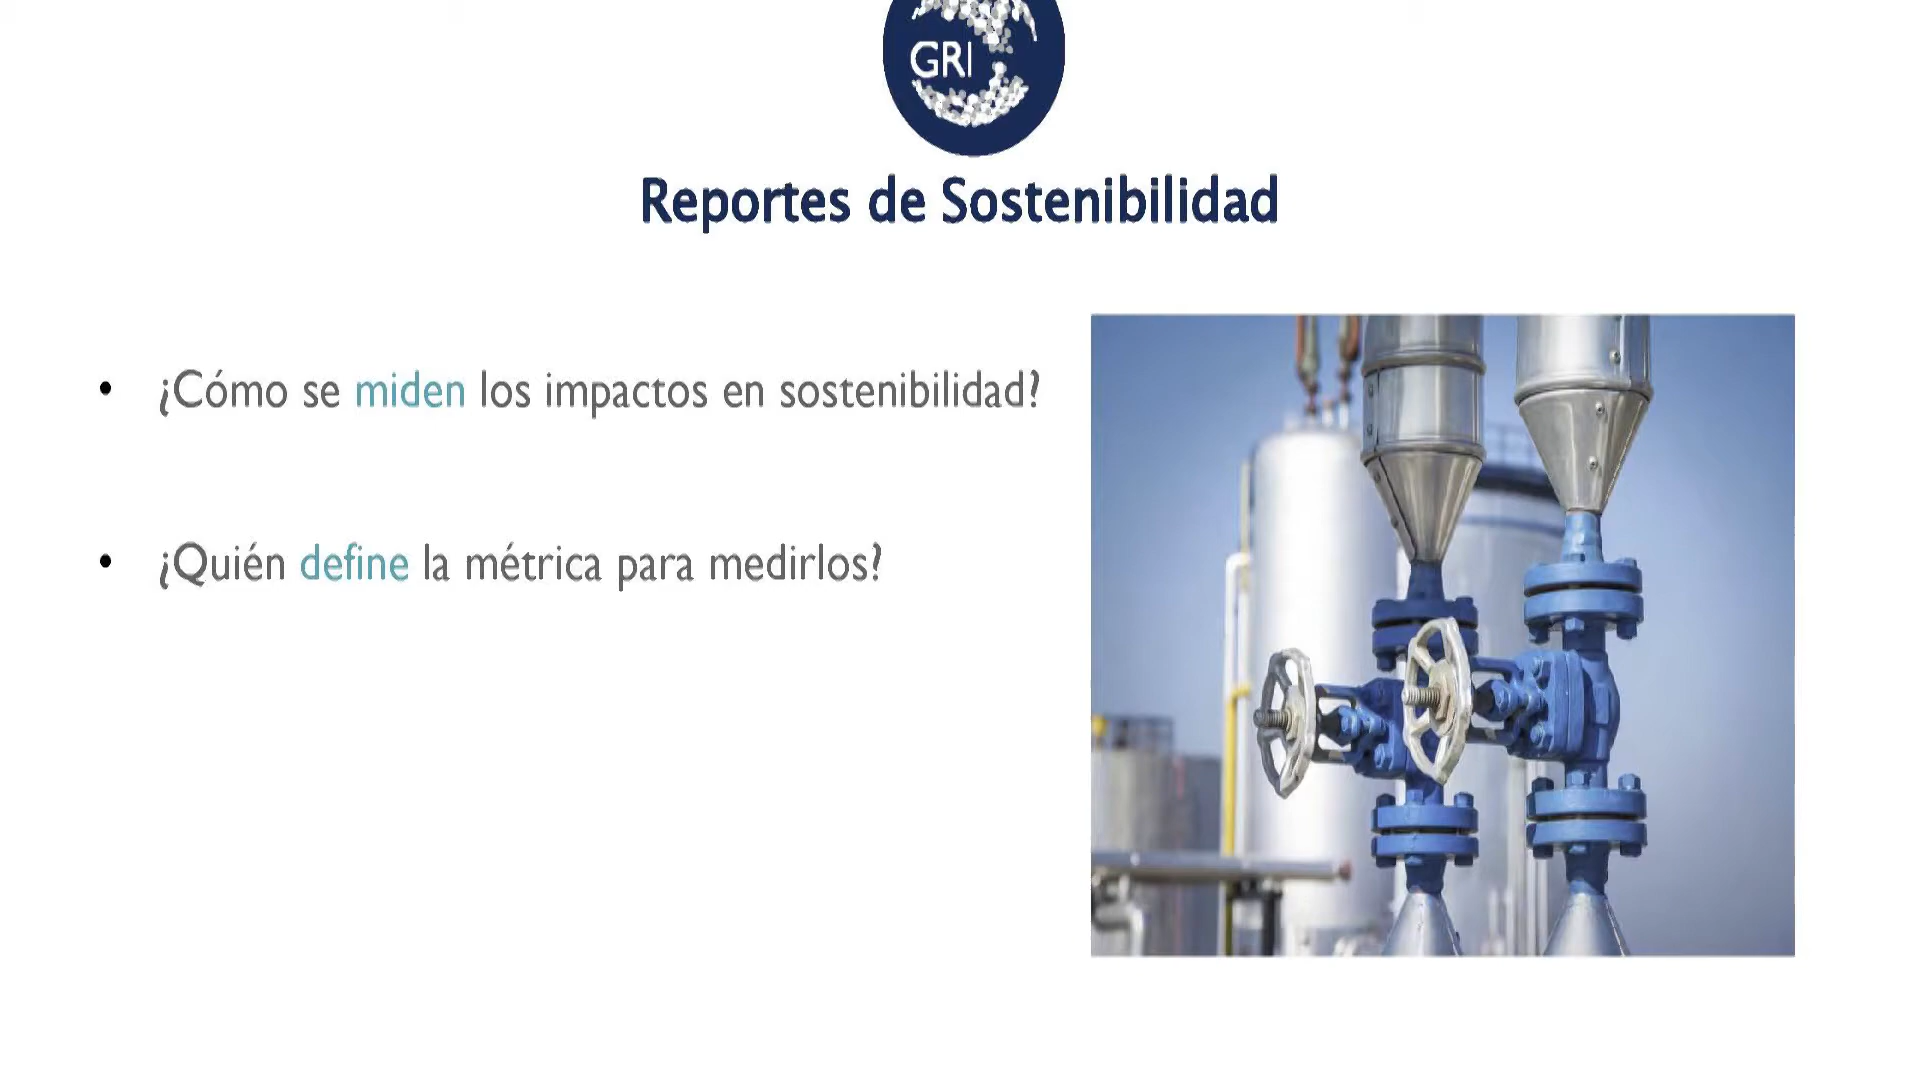 GRI
Reportes de Sostenibilidad
• ¿Cómo se miden los impactos en sostenibilidad?
• ¿Quién define la métrica para medirlos?